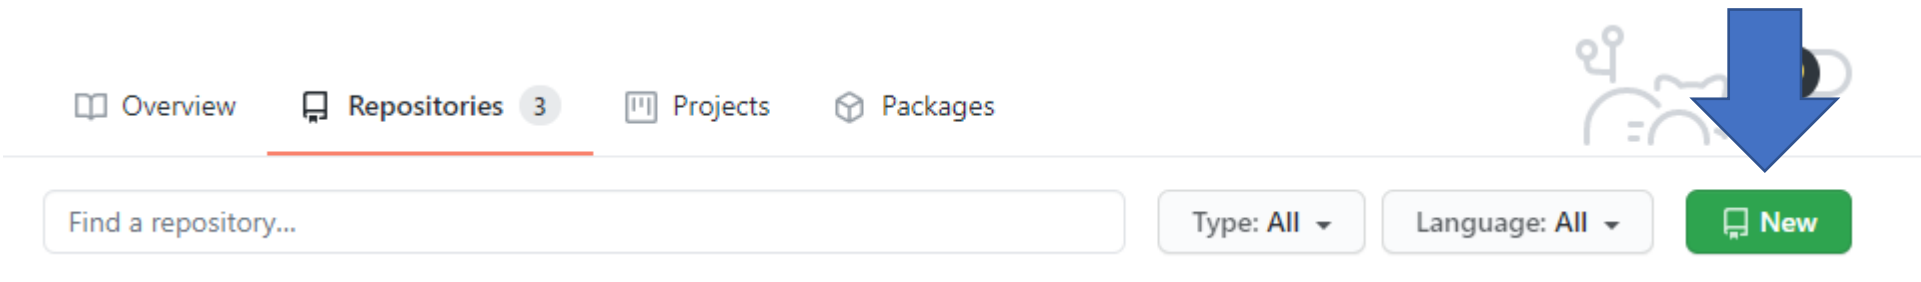 Overview Repositories 3 Projects Packages
Find a repository... Type: All Language: All New